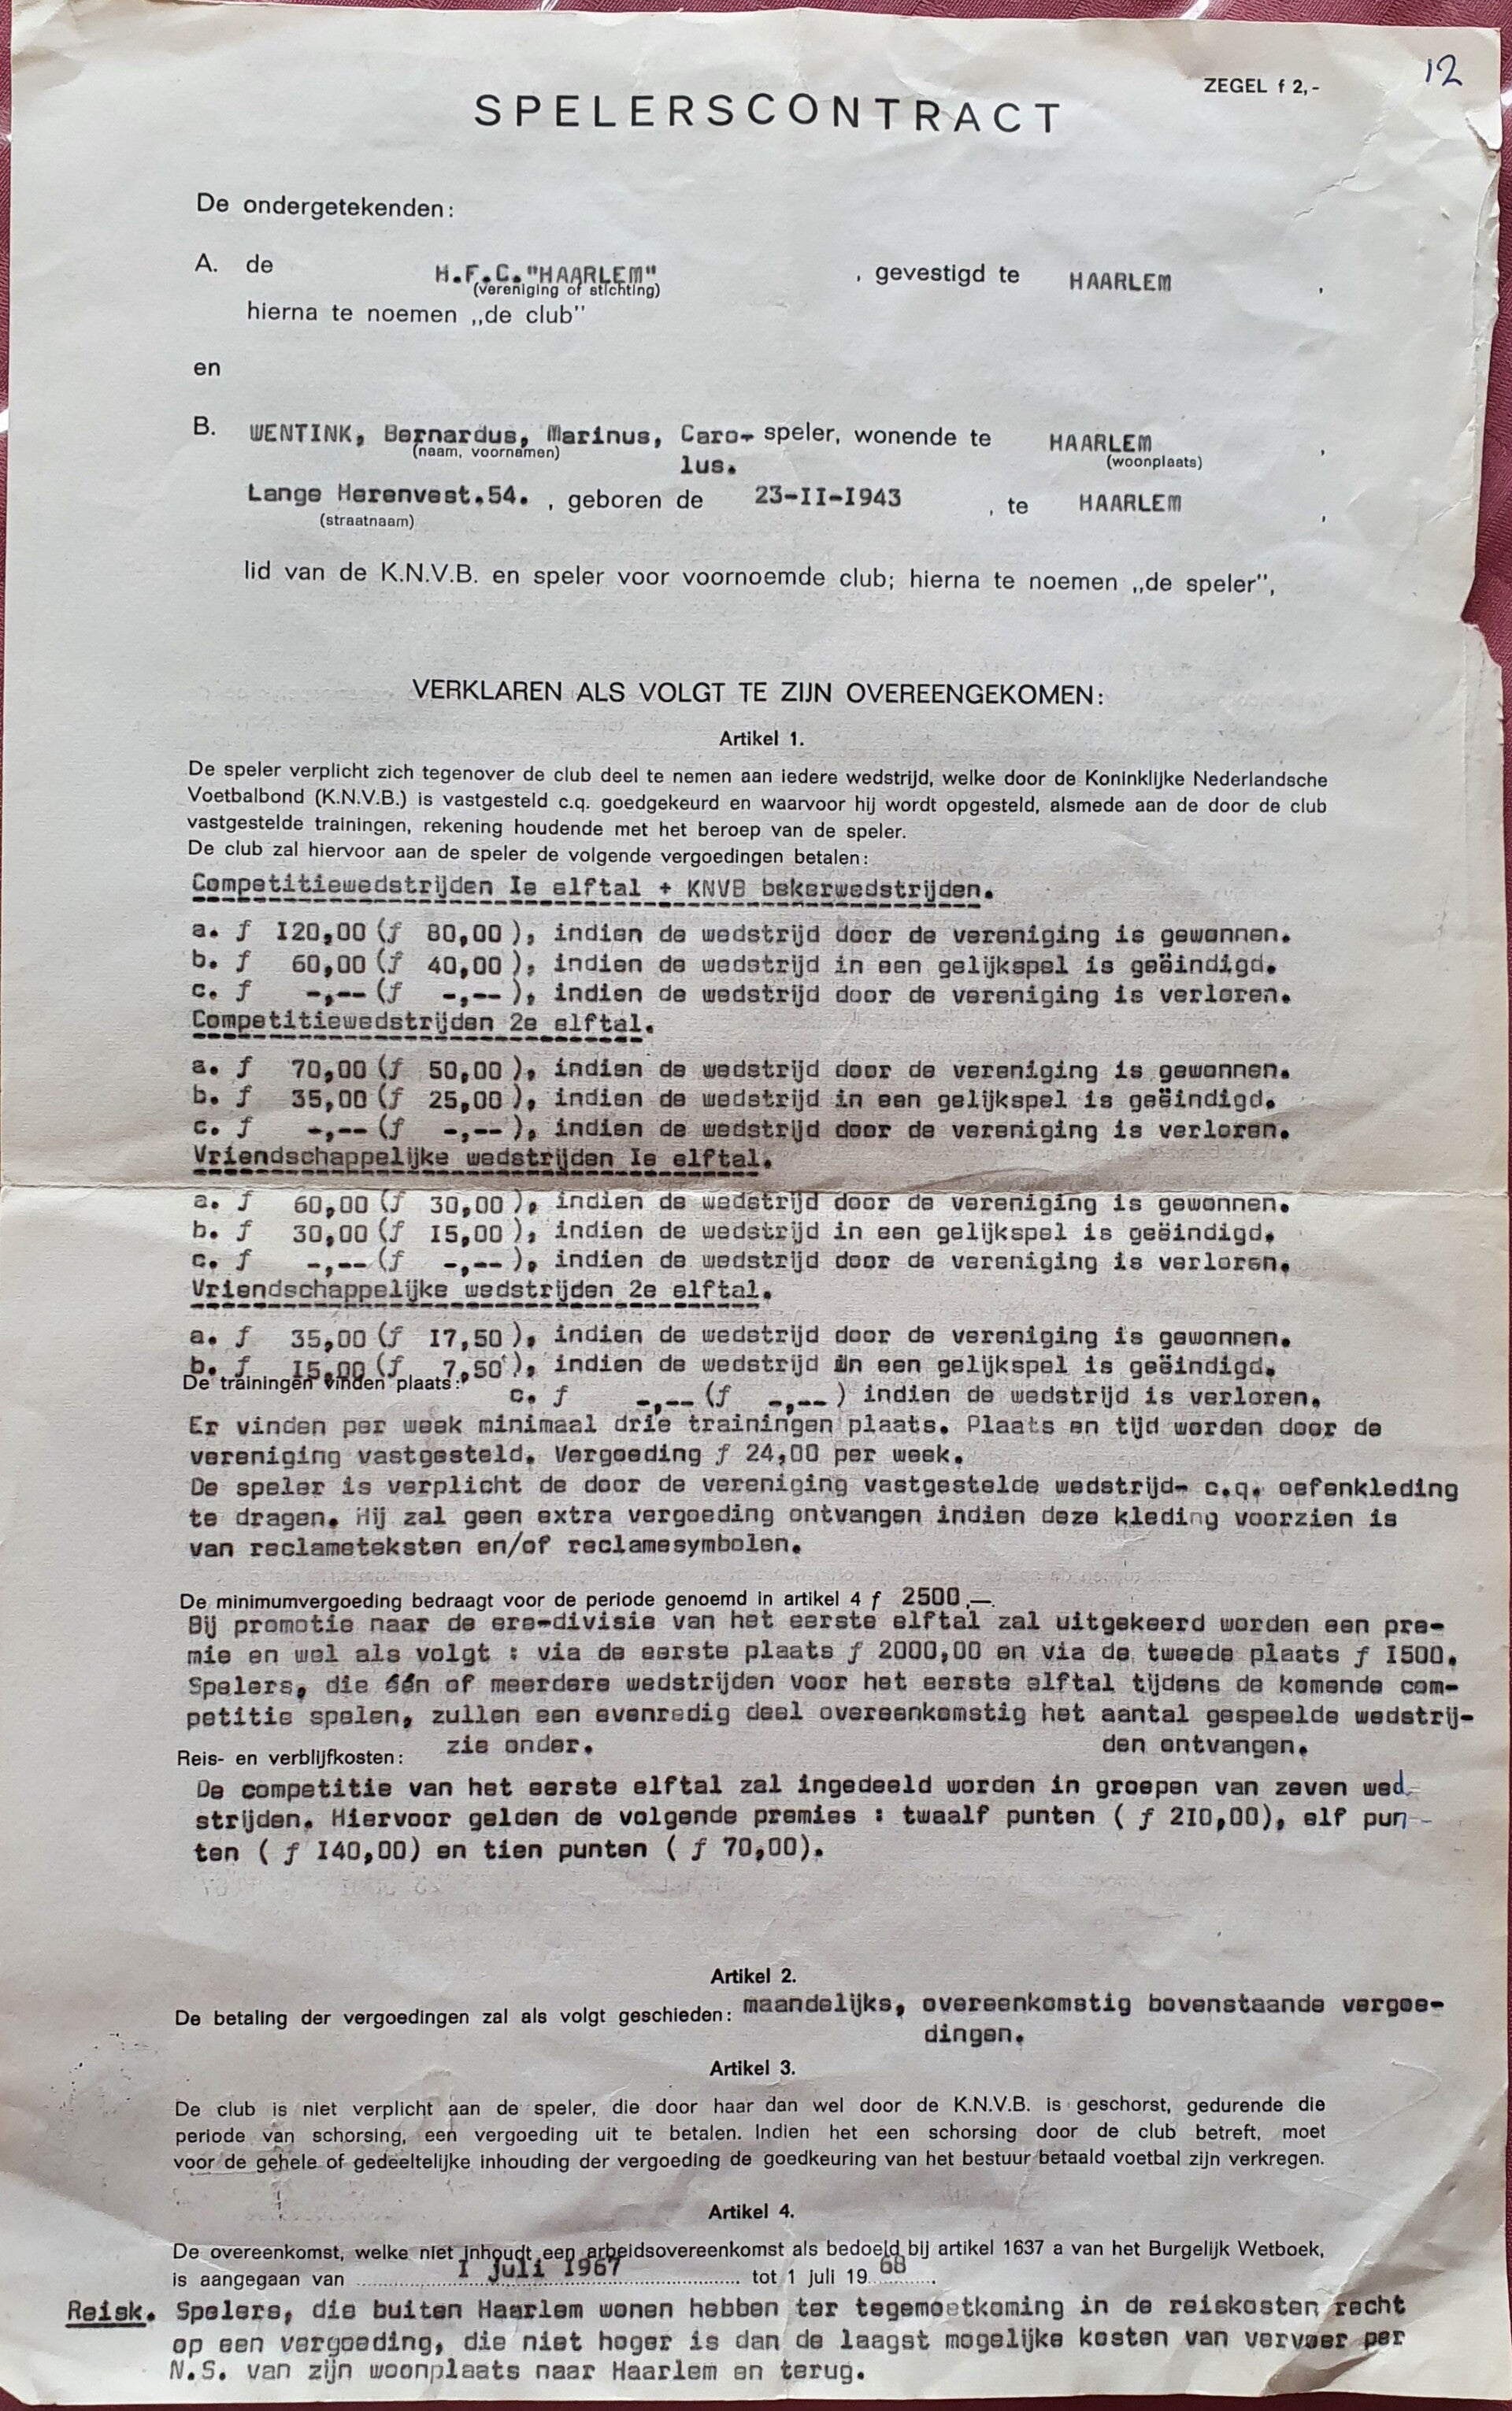 12
ZEGEL f 2,-
SPELERSCONTRACT
De ondergetekenden:
A. de H.F.C."HAARLEM" , gevestigd te HAARLEM ,
(vereniging of stichting)
hierna te noemen „de club''
en
B. WENTINK, Bernardus, Marinus, Caro- speler, wonende te HAARLEM ,
(naam, voornamen) lus. (woonplaats)
Lange Herenvest.54. , geboren de 23-II-I943 , te HAARLEM ,
(straatnaam)
lid van de K.N.V.B. en speler voor voornoemde club; hierna te noemen „de speler'',
VERKLAREN ALS VOLGT TE ZIJN OVEREENGEKOMEN:
Artikel 1.
De speler verplicht zich tegenover de club deel te nemen aan iedere wedstrijd, welke door de Koninklijke Nederlandsche
Voetbalbond (K.N.V.B.) is vastgesteld c.q. goedgekeurd en waarvoor hij wordt opgesteld, alsmede aan de door de club
vastgestelde trainingen, rekening houdende met het beroep van de speler.
De club zal hiervoor aan de speler de volgende vergoedingen betalen:
Competitiewedstrijden Ie elftal + KNVB bekerwedstrijden.
a. ƒ I20,00 (ƒ 80,00 ), indien de wedstrijd door de vereniging is gewonnen.
b. ƒ 60,00 (ƒ 40,00 ), indien de wedstrijd in een gelijkspel is geëindigd.
c. ƒ -,-- (ƒ -,-- ), indien de wedstrijd door de vereniging is verloren.
Competitiewedstrijden 2e elftal.
a. ƒ 70,00 (ƒ 50,00 ), indien de wedstrijd door de vereniging is gewonnen.
b. ƒ 35,00 (ƒ 25,00 ), indien de wedstrijd in een gelijkspel is geëindigd.
c. ƒ -,-- (ƒ -,-- ), indien de wedstrijd door de vereniging is verloren.
Vriendschappelijke wedstrijden Ie elftal.
a. ƒ 60,00 (ƒ 30,00 ), indien de wedstrijd door de vereniging is gewonnen.
b. ƒ 30,00 (ƒ I5,00 ), indien de wedstrijd in een gelijkspel is geëindigd.
c. ƒ -,-- (ƒ -,-- ), indien de wedstrijd door de vereniging is verloren.
Vriendschappelijke wedstrijden 2e elftal.
a. ƒ 35,00 (ƒ I7,50 ), indien de wedstrijd door de vereniging is gewonnen.
b. ƒ I5,00 (ƒ 7,50 ), indien de wedstrijd in een gelijkspel is geëindigd.
De trainingen vinden plaats:
c. ƒ -,-- (ƒ -,-- ) indien de wedstrijd is verloren.
Er vinden per week minimaal drie trainingen plaats. Plaats en tijd worden door de
vereniging vastgesteld. Vergoeding ƒ 24,00 per week.
De speler is verplicht de door de vereniging vastgestelde wedstrijd- c.q. oefenkleding
te dragen. Hij zal geen extra vergoeding ontvangen indien deze kleding voorzien is
van reclameteksten en/of reclamesymbolen.
De minimumvergoeding bedraagt voor de periode genoemd in artikel 4 f 2500,—.
Bij promotie naar de ere-divisie van het eerste elftal zal uitgekeerd worden een pre-
mie en wel als volgt : via de eerste plaats ƒ 2000,00 en via de tweede plaats ƒ I500.
Spelers, die één of meerdere wedstrijden voor het eerste elftal tijdens de komende com-
petitie spelen, zullen een evenredig deel overeenkomstig het aantal gespeelde wedstrij-
Reis- en verblijfkosten: zie onder. den ontvangen.
De competitie van het eerste elftal zal ingedeeld worden in groepen van zeven wed-
strijden. Hiervoor gelden de volgende premies : twaalf punten ( ƒ 2I0,00), elf pun-
ten ( ƒ I40,00) en tien punten ( ƒ 70,00).
Artikel 2.
De betaling der vergoedingen zal als volgt geschieden: maandelijks, overeenkomstig bovenstaande vergoe-
dingen.
Artikel 3.
De club is niet verplicht aan de speler, die door haar dan wel door de K.N.V.B. is geschorst, gedurende die
periode van schorsing, een vergoeding uit te betalen. Indien het een schorsing door de club betreft, moet
voor de gehele of gedeeltelijke inhouding der vergoeding de goedkeuring van het bestuur betaald voetbal zijn verkregen.
Artikel 4.
De overeenkomst, welke niet inhoudt een arbeidsovereenkomst als bedoeld bij artikel 1637 a van het Burgelijk Wetboek,
is aangegaan van I juli I967 tot 1 juli 19 68.
Reisk. Spelers, die buiten Haarlem wonen hebben ter tegemoetkoming in de reiskosten recht
op een vergoeding, die niet hoger is dan de laagst mogelijke kosten van vervoer per
N.S. van zijn woonplaats naar Haarlem en terug.